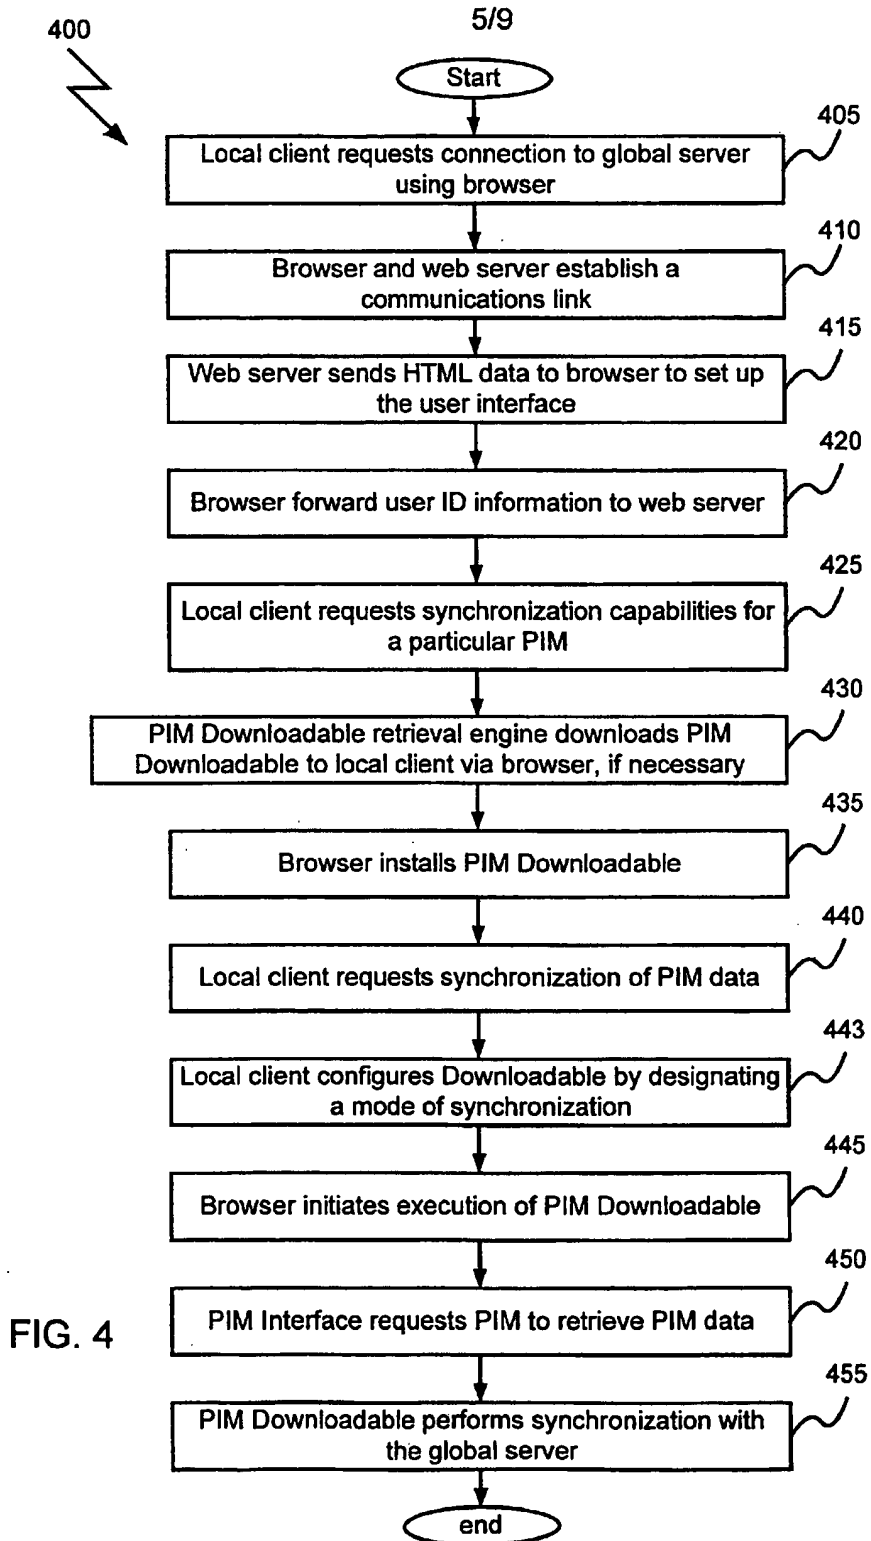 5/9
400
Start
405
Local client requests connection to global server
using browser
410
Browser and web server establish a
communications link
415
Web server sends HTML data to browser to set up
the user interface
420
Browser forward user ID information to web server
425
Local client requests synchronization capabilities for
a particular PIM
430
PIM Downloadable retrieval engine downloads PIM
Downloadable to local client via browser, if necessary
435
Browser installs PIM Downloadable
440
Local client requests synchronization of PIM data
443
Local client configures Downloadable by designating
a mode of synchronization
445
Browser initiates execution of PIM Downloadable
450
PIM Interface requests PIM to retrieve PIM data
FIG. 4
455
PIM Downloadable performs synchronization with
the global server
end